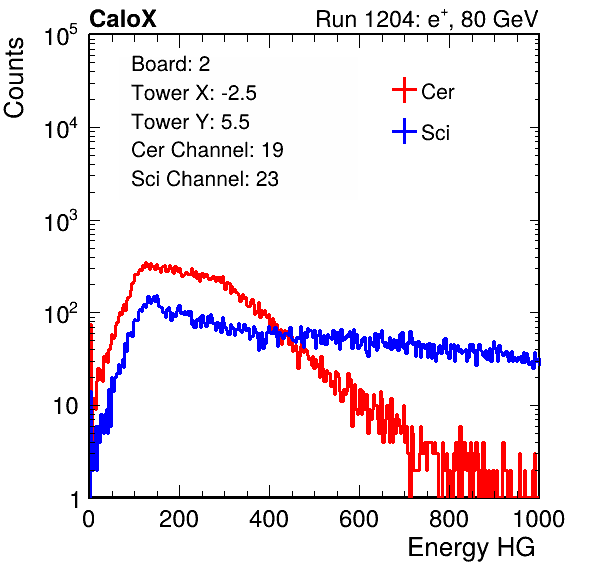 CaloX Run 1204: e⁺, 80 GeV
Counts
Board: 2
Tower X: -2.5
Tower Y: 5.5
Cer Channel: 19
Sci Channel: 23
Cer
Sci
10⁵
10⁴
10³
10²
10
1
0 200 400 600 800 1000
Energy HG